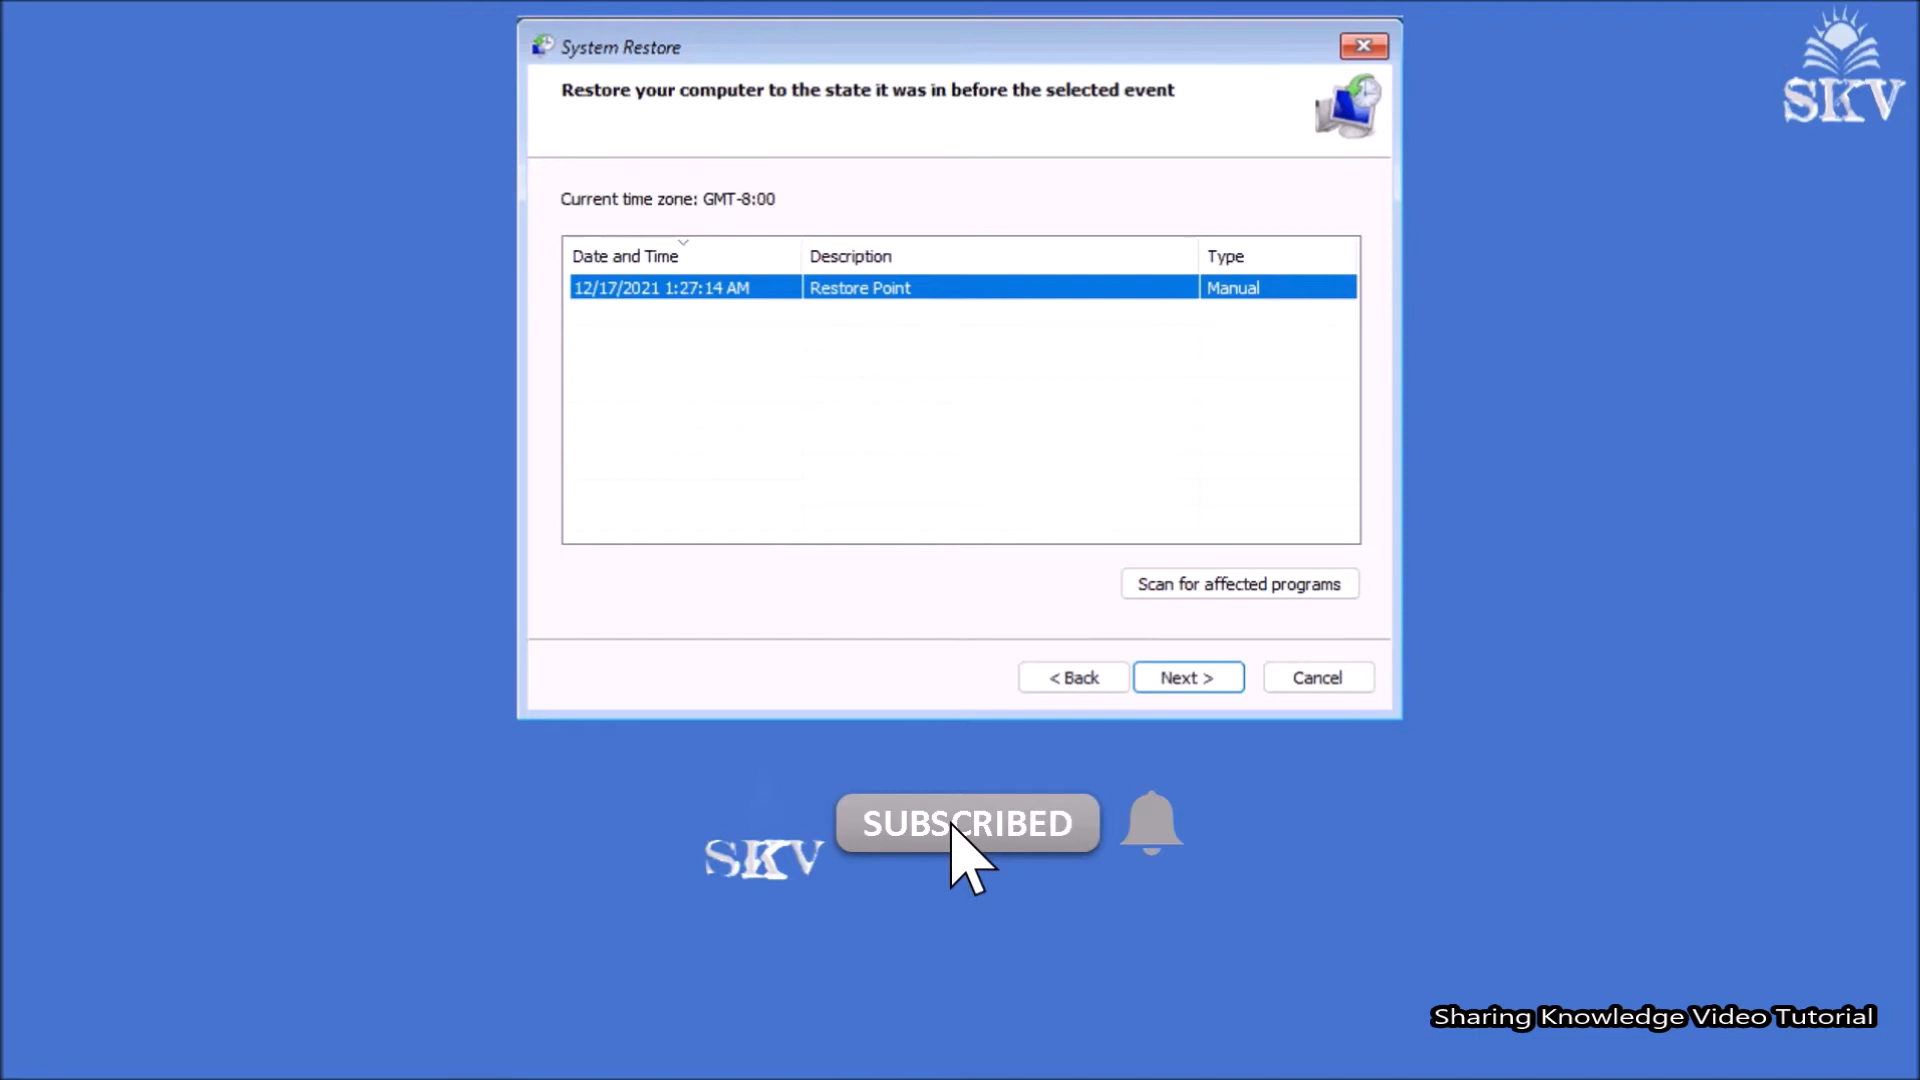 System Restore
Restore your computer to the state it was in before the selected event
SKV
Current time zone: GMT-8:00
Date and Time Description Type
12/17/2021 1:27:14 AM Restore Point Manual
Scan for affected programs
< Back Next > Cancel
SUBSCRIBED
SKV
Sharing Knowledge Video Tutorial